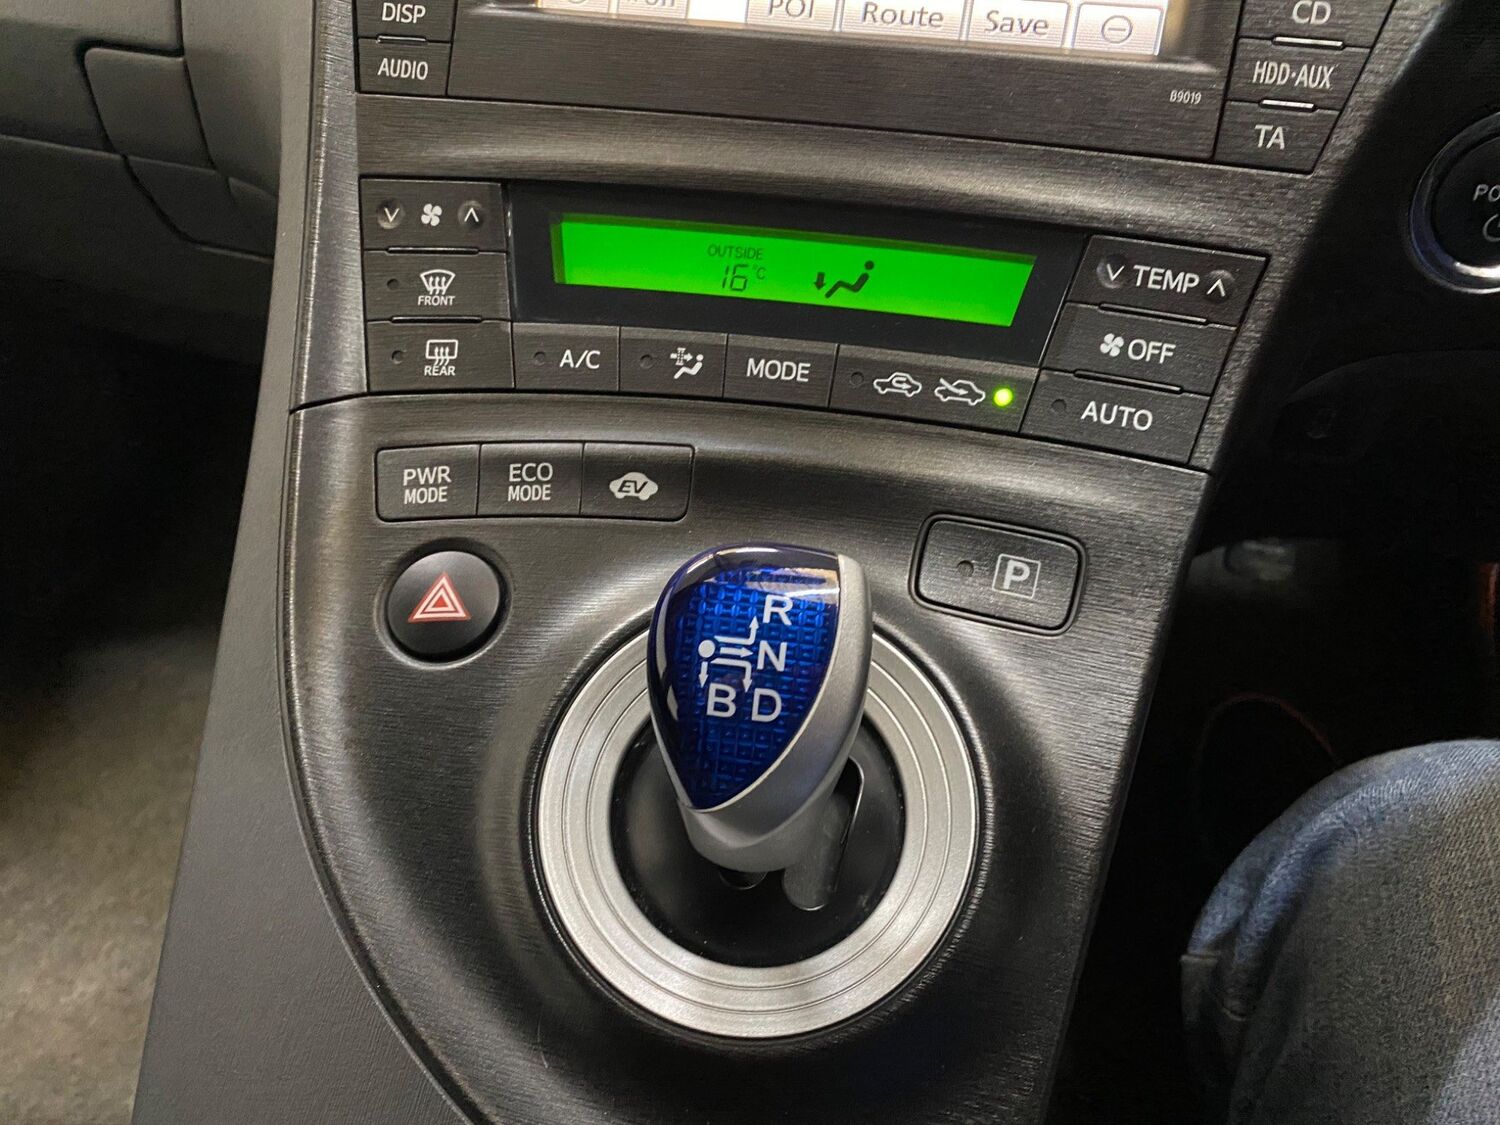 DISP
AUDIO
POI
Route
Save
CD
HDD·AUX
TA
B9019
FRONT
REAR
OUTSIDE
16°C
TEMP
OFF
A/C
MODE
AUTO
PWR
MODE
ECO
MODE
EV
P
R
N
B D